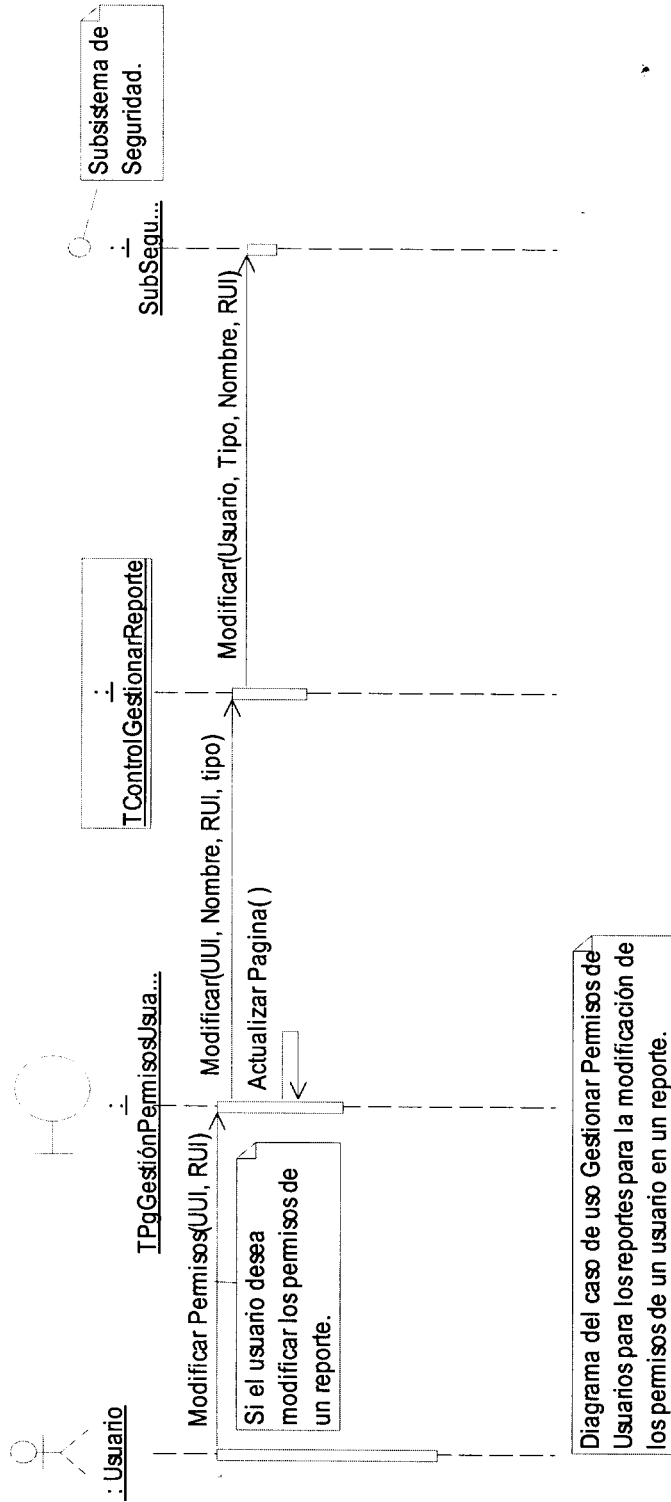 : Usuario
:
TPgGestiónPermisosUsua...
:
TControlGestionarReporte
:
SubSegu...
Subsistema de
Seguridad.
Modificar Permisos(UUI, RUI)
Si el usuario desea
modificar los permisos de
un reporte.
Modificar(UUI, Nombre, RUI, tipo)
Actualizar Pagina( )
Modificar(Usuario, Tipo, Nombre, RUI)
Diagrama del caso de uso Gestionar Permisos de
Usuarios para los reportes para la modificación de
los permisos de un usuario en un reporte.